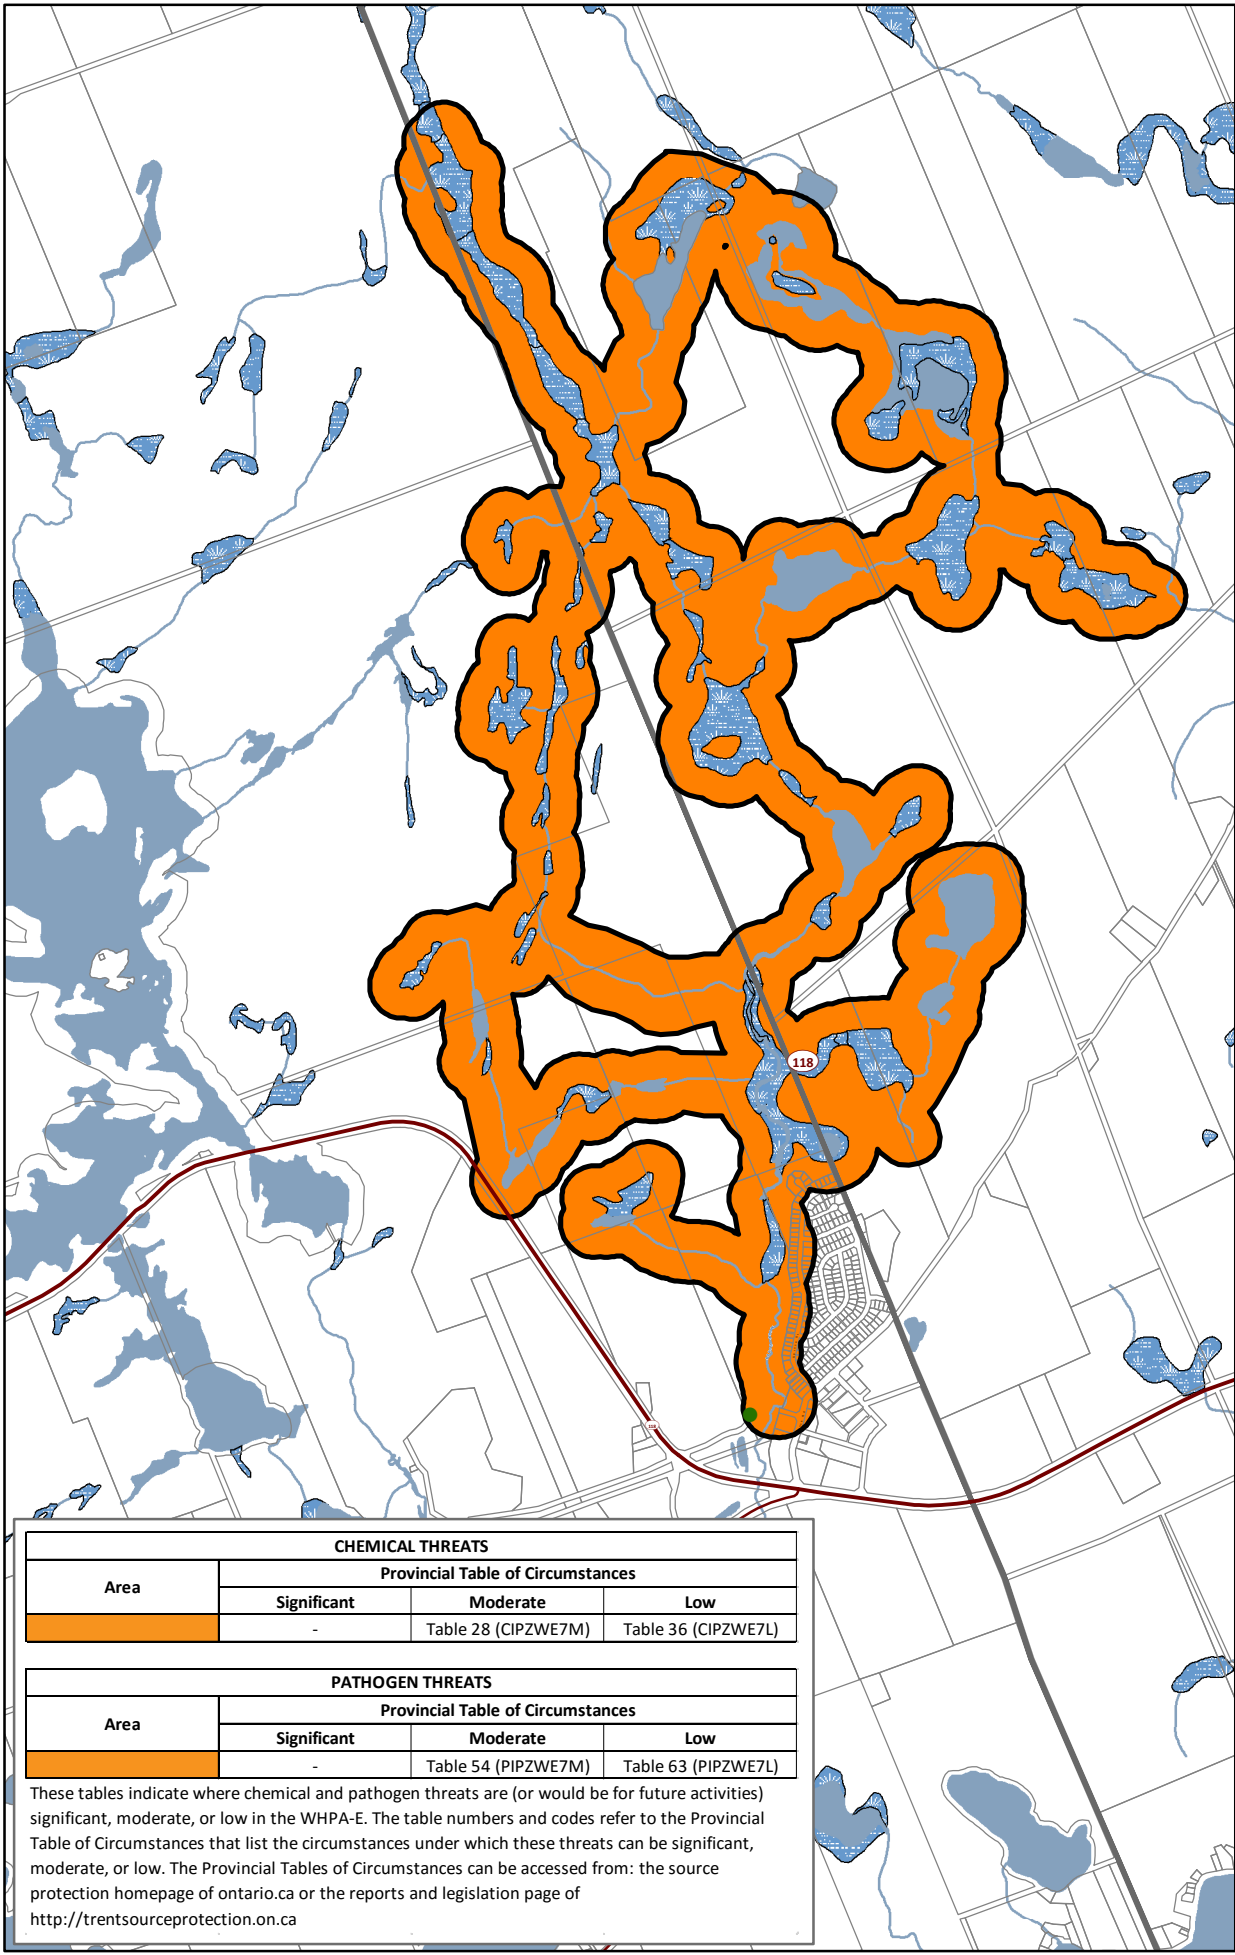 118
118
CHEMICAL THREATS
Area
Provincial Table of Circumstances
Significant Moderate Low
- Table 28 (CIPZWE7M) Table 36 (CIPZWE7L)
PATHOGEN THREATS
Area
Provincial Table of Circumstances
Significant Moderate Low
- Table 54 (PIPZWE7M) Table 63 (PIPZWE7L)
These tables indicate where chemical and pathogen threats are (or would be for future activities)
significant, moderate, or low in the WHPA-E. The table numbers and codes refer to the Provincial
Table of Circumstances that list the circumstances under which these threats can be significant,
moderate, or low. The Provincial Tables of Circumstances can be accessed from: the source
protection homepage of ontario.ca or the reports and legislation page of
http://trentsourceprotection.on.ca